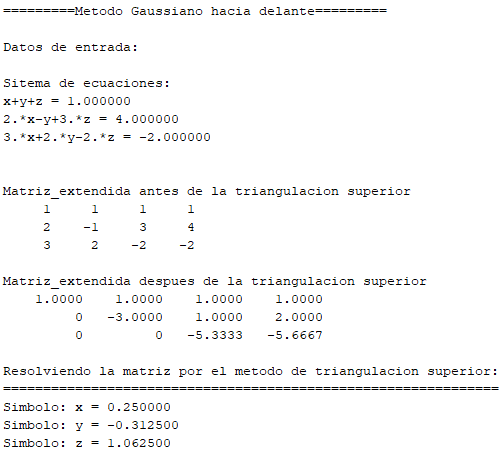 =========Metodo Gaussiano hacia delante=========
Datos de entrada:
Sitema de ecuaciones:
x+y+z = 1.000000
2.*x-y+3.*z = 4.000000
3.*x+2.*y-2.*z = -2.000000
Matriz_extendida antes de la triangulacion superior
1 1 1 1
2 -1 3 4
3 2 -2 -2
Matriz_extendida despues de la triangulacion superior
1.0000 1.0000 1.0000 1.0000
0 -3.0000 1.0000 2.0000
0 0 -5.3333 -5.6667
Resolviendo la matriz por el metodo de triangulacion superior:
==============================================================
Simbolo: x = 0.250000
Simbolo: y = -0.312500
Simbolo: z = 1.062500